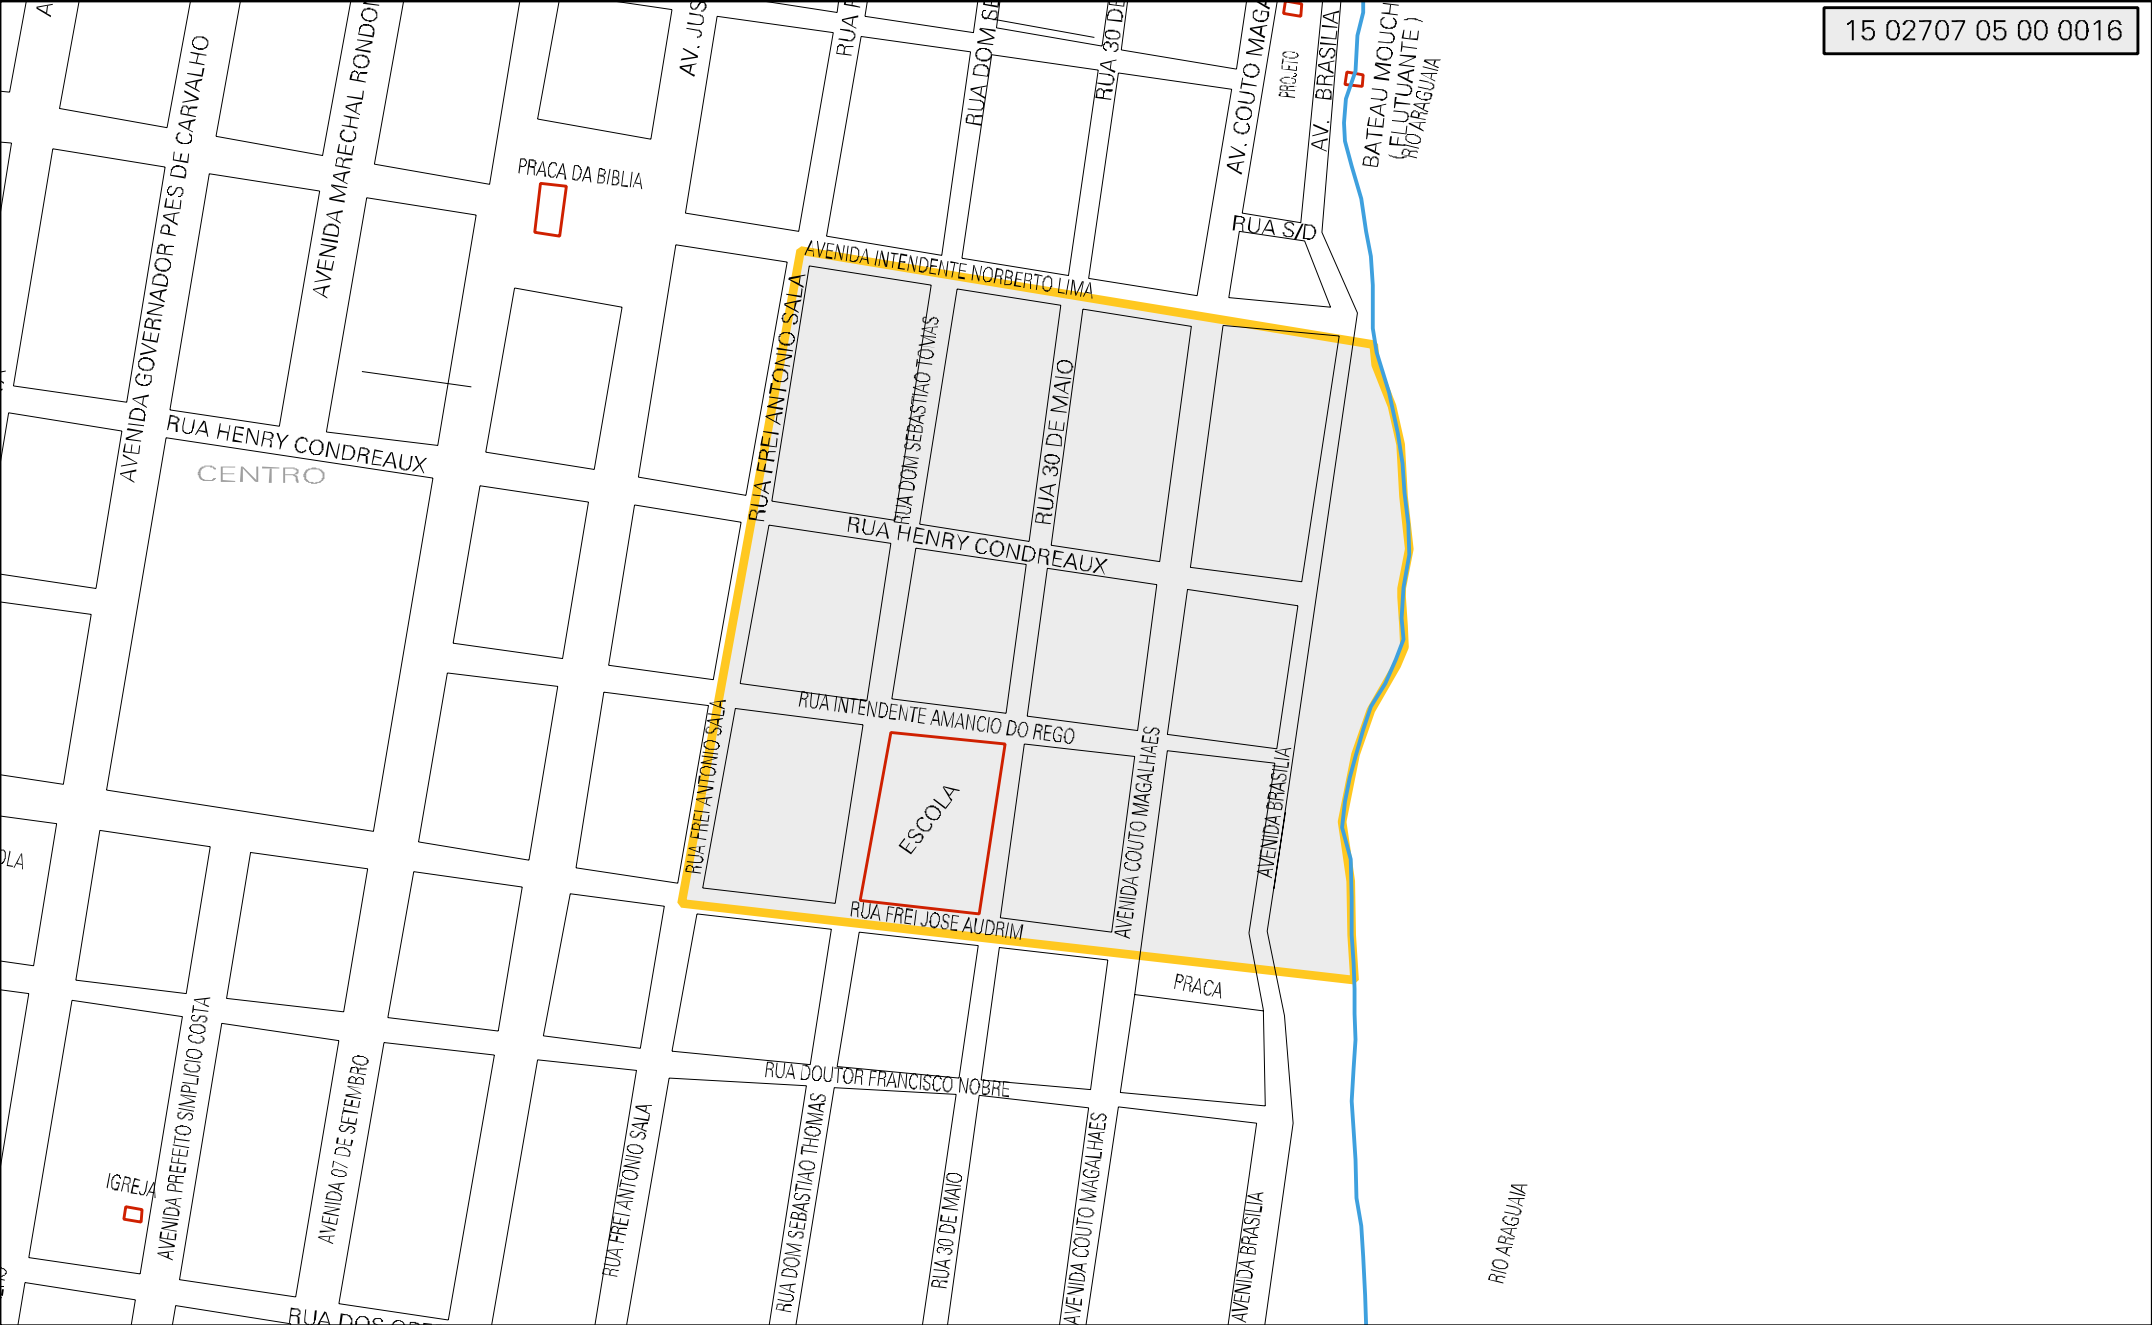 15 02707 05 00 0016
AVENIDA GOVERNADOR PAES DE CARVALHO
AVENIDA MARECHAL RONDON
AV. JUS
RUA DOM SE
RUA 30 DE
AV. COUTO MAGA
PROJETO
AV. BRASILIA
BATEAU MOUCH
( FLUTUANTE )
RIO ARAGUAIA
PRACA DA BIBLIA
RUA S/D
AVENIDA INTENDENTE NORBERTO LIMA
RUA FREI ANTONIO SALA
RUA DOM SEBASTIAO TOMAS
RUA 30 DE MAIO
RUA HENRY CONDREAUX
CENTRO
RUA HENRY CONDREAUX
RUA INTENDENTE AMANCIO DO REGO
RUA FREI ANTONIO SALA
ESCOLA
AVENIDA COUTO MAGALHAES
AVENIDA BRASILIA
OLA
RUA FREI JOSE AUDRIM
PRACA
RUA DOUTOR FRANCISCO NOBRE
AVENIDA PREFEITO SIMPLICIO COSTA
AVENIDA 07 DE SETEMBRO
RUA FREI ANTONIO SALA
RUA DOM SEBASTIAO THOMAS
RUA 30 DE MAIO
AVENIDA COUTO MAGALHAES
AVENIDA BRASILIA
RIO ARAGUAIA
IGREJA
RUA DOS